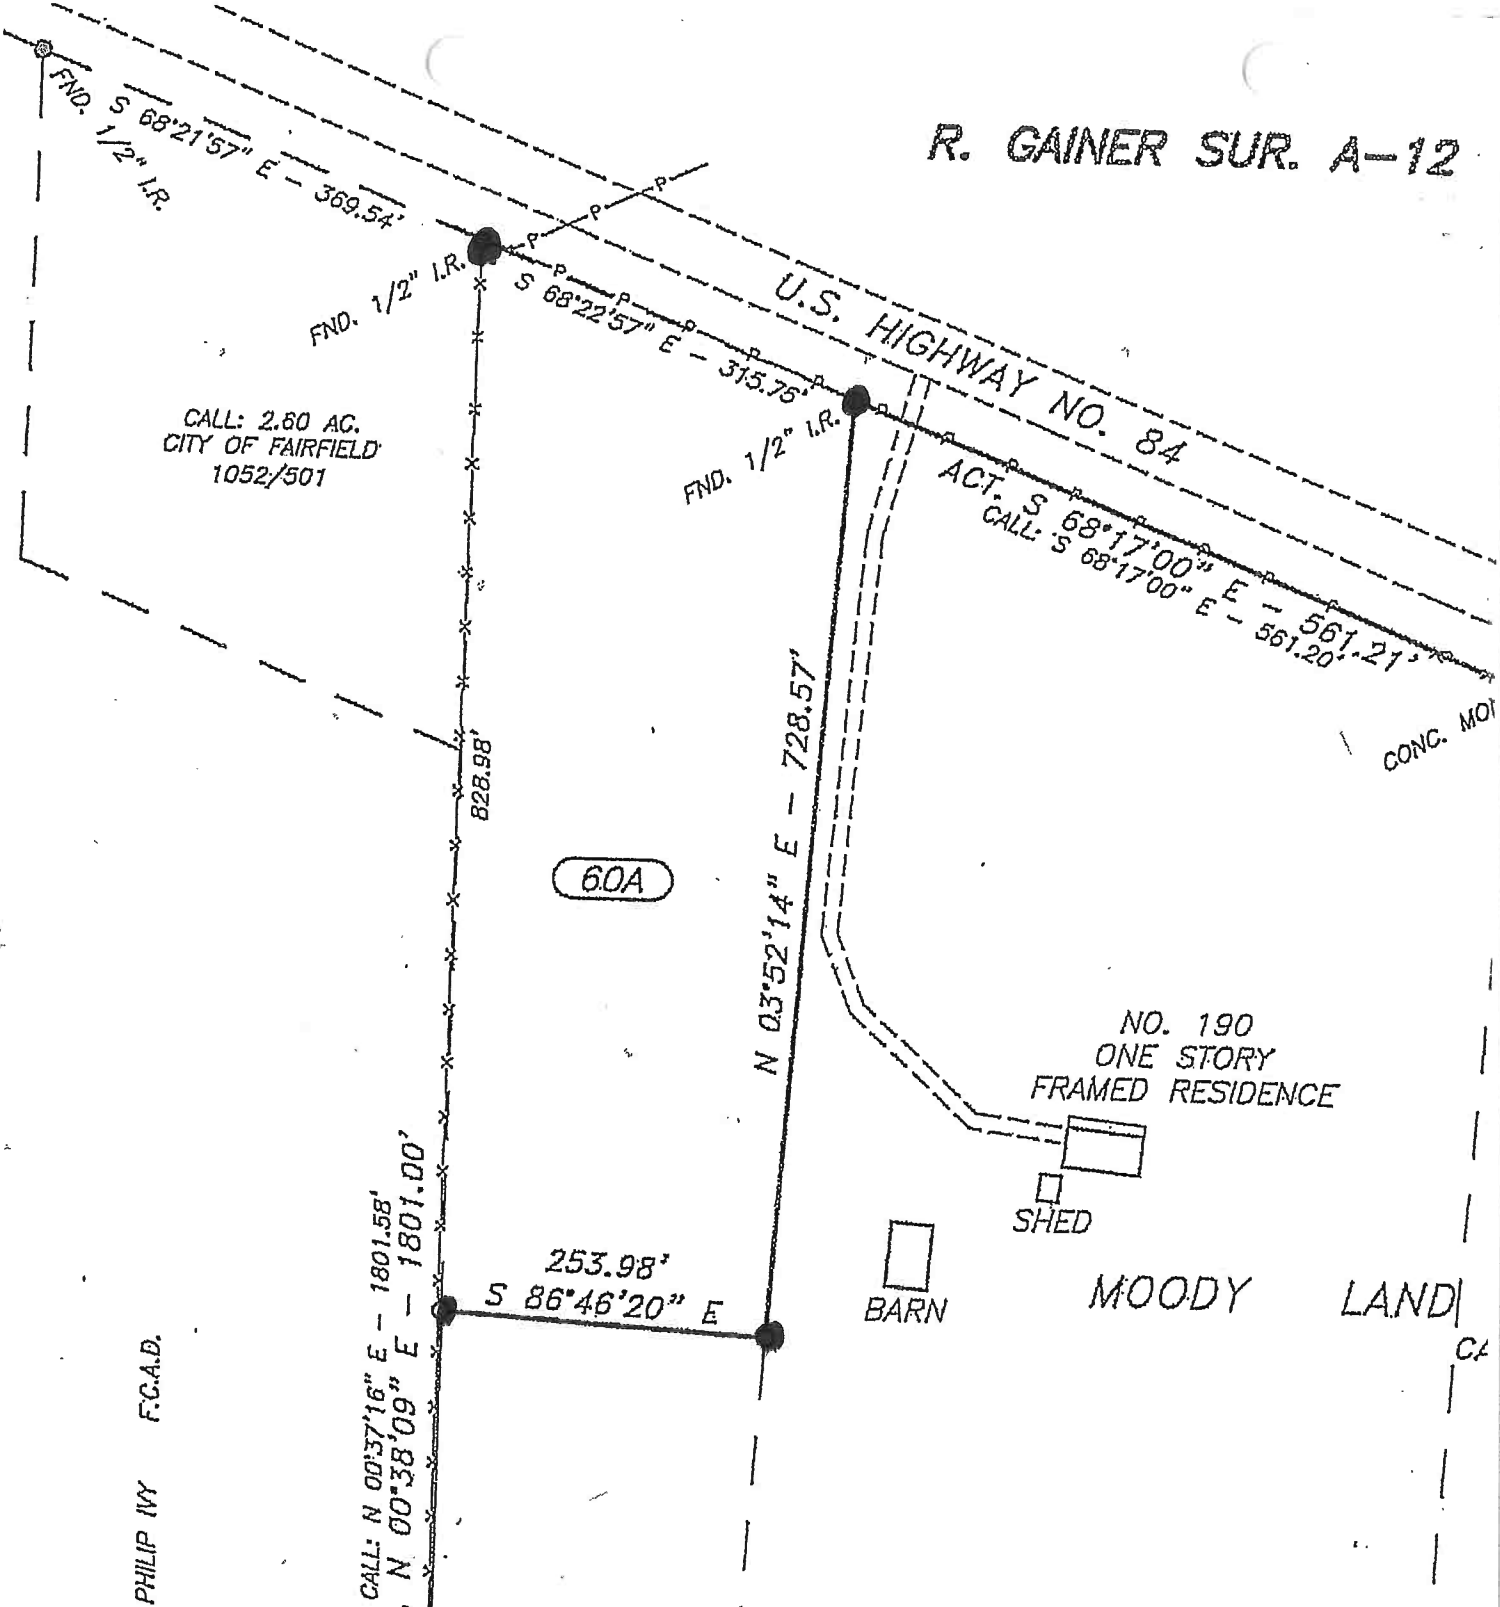 R. GAINER SUR. A-12
FND. 1/2" I.R.
S 68°21'57" E - 369.54'
FND. 1/2" I.R.
S 68°22'57" E - 315.75'
U.S. HIGHWAY NO. 84
FND. 1/2" I.R.
ACT. S 68°17'00" E - 561.21'
CALL: S 68°17'00" E - 561.20'
CONC.
CALL: 2.60 AC.
CITY OF FAIRFIELD
1052/501
P P P P P P P P P P P P P P P
828.98'
60A
N 03°52'14" E - 728.57'
NO. 190
ONE STORY
FRAMED RESIDENCE
SHED
BARN
MOODY LAND
253.98'
S 86°46'20" E
CALL: N 00°37'16" E - 1801.58'
N 00°38'09" E - 1801.00'
PHILIP IVY F.C.A.D.